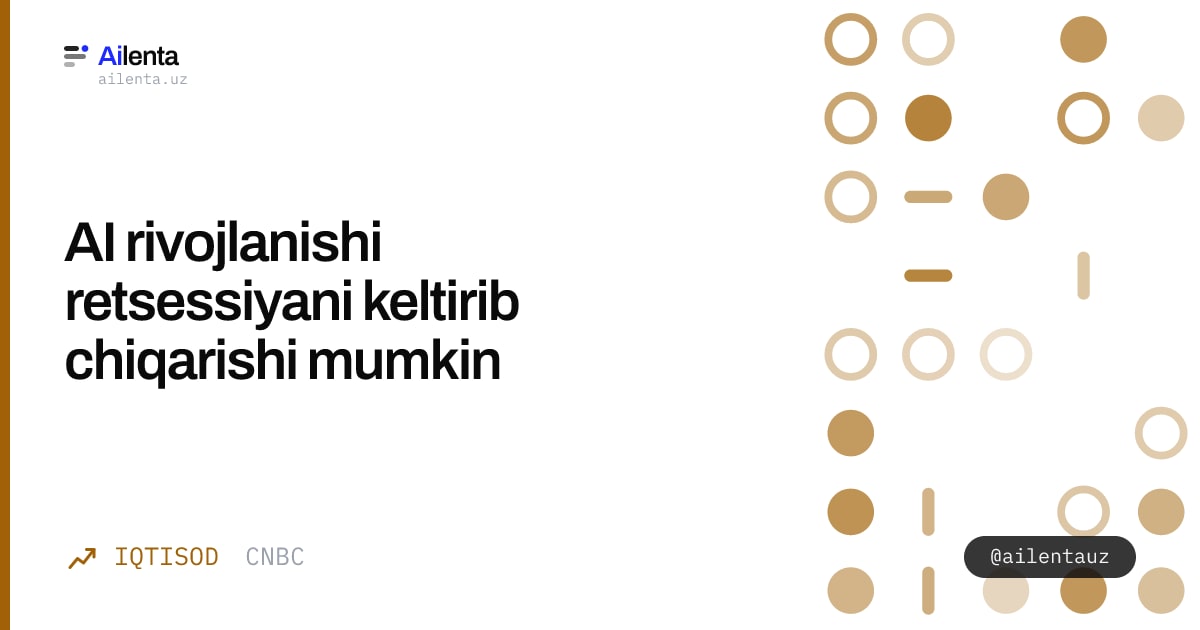 Ailenta
ailenta.uz
AI rivojlanishi
retsessiyani keltirib
chiqarishi mumkin
IQTISOD CNBC
@ailentauz